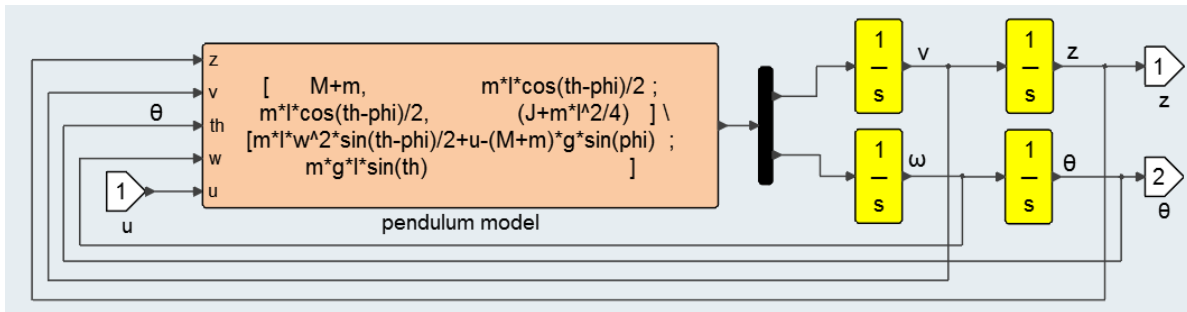 z
v
θ
th
w
u
[ M+m, m*l*cos(th-phi)/2 ;
m*l*cos(th-phi)/2, (J+m*l^2/4) ] \
[m*l*w^2*sin(th-phi)/2+u-(M+m)*g*sin(phi) ;
m*g*l*sin(th) ]
pendulum model
1
u
1
s
v
1
s
z
1
z
1
s
ω
1
s
θ
2
θ